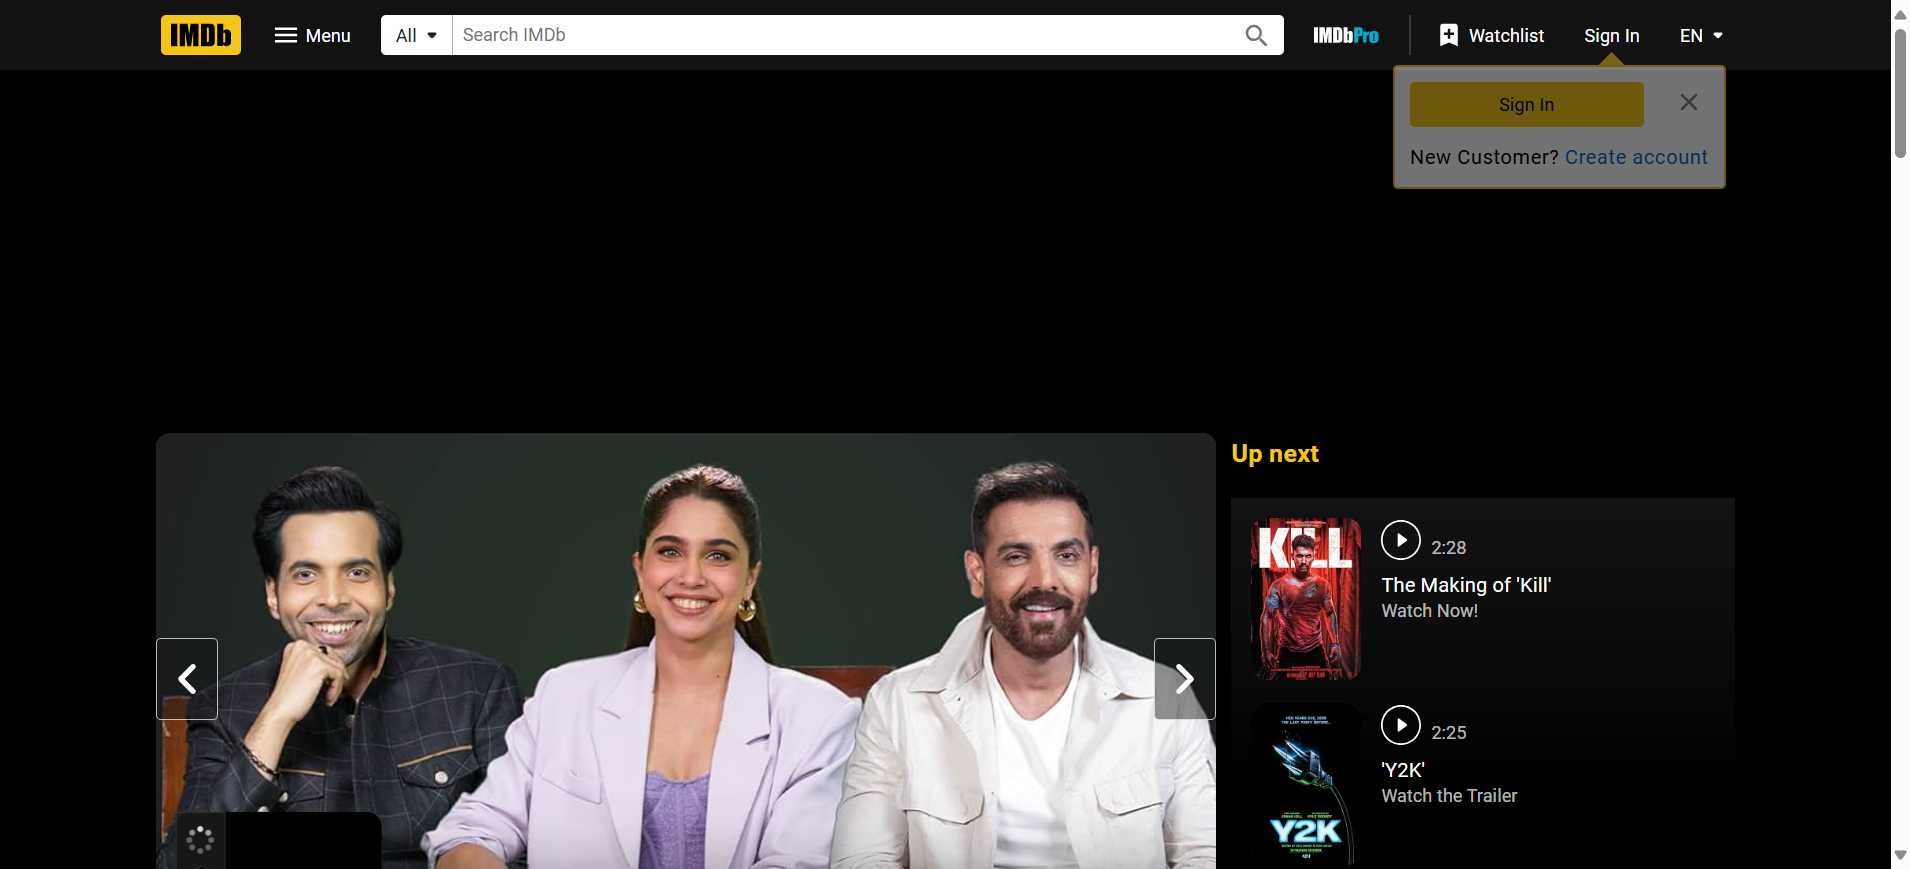 IMDb
Menu
All
Search IMDb
IMDbPro
Watchlist
Sign In
EN
Sign In
New Customer? Create account
Up next
KILL
2:28
The Making of 'Kill'
Watch Now!
2:25
'Y2K'
Watch the Trailer
Y2K